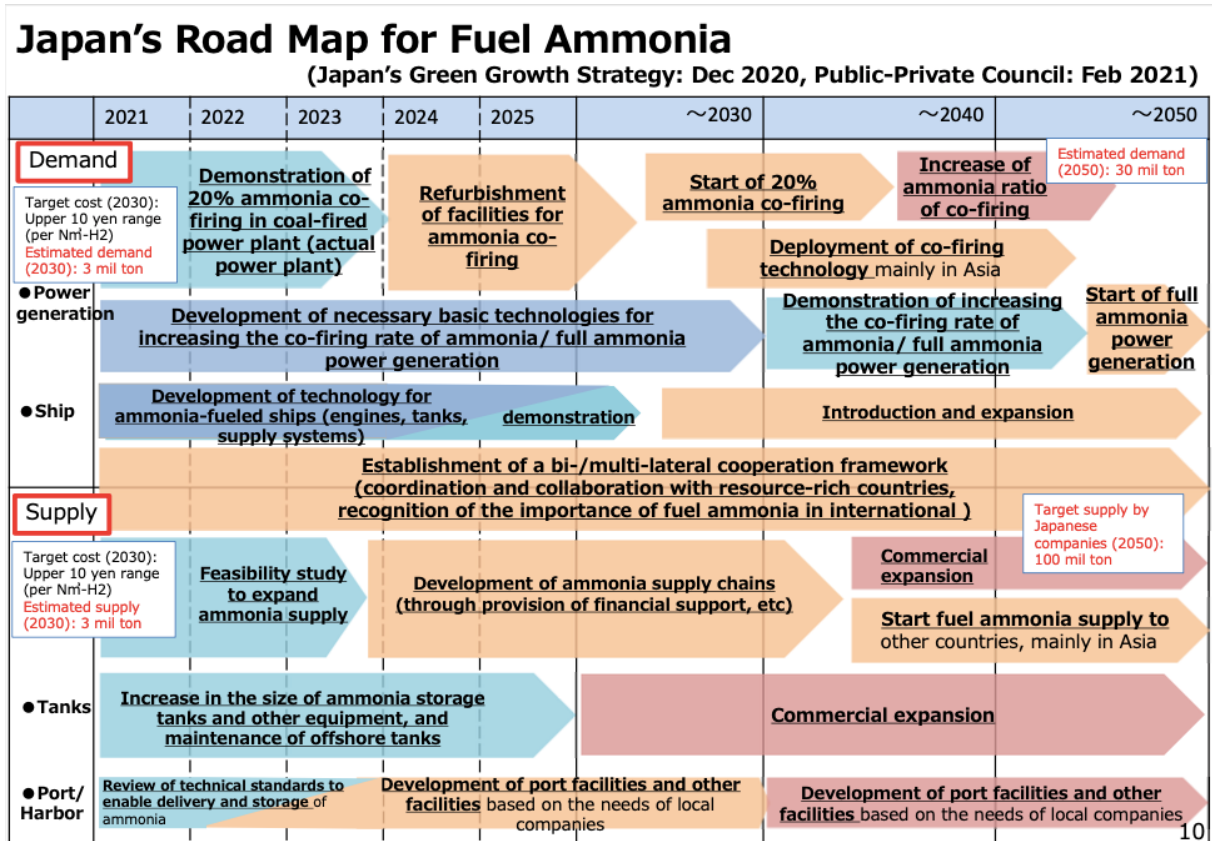 Japan's Road Map for Fuel Ammonia
(Japan's Green Growth Strategy: Dec 2020, Public-Private Council: Feb 2021)
2021 2022 2023 2024 2025 ～2030 ～2040 ～2050
Demand
Target cost (2030):
Upper 10 yen range
(per Nm³-H2)
Estimated demand
(2030): 3 mil ton
Demonstration of
20% ammonia co-
firing in coal-fired
power plant (actual
power plant)
Refurbishment
of facilities for
ammonia co-
firing
Start of 20%
ammonia co-firing
Increase of
ammonia ratio
of co-firing
Estimated demand
(2050): 30 mil ton
Deployment of co-firing
technology mainly in Asia
●Power
generation
Development of necessary basic technologies for
increasing the co-firing rate of ammonia/ full ammonia
power generation
Demonstration of increasing
the co-firing rate of
ammonia/ full ammonia
power generation
Start of full
ammonia
power
generation
●Ship
Development of technology for
ammonia-fueled ships (engines, tanks,
supply systems)
demonstration
Introduction and expansion
Establishment of a bi-/multi-lateral cooperation framework
(coordination and collaboration with resource-rich countries,
recognition of the importance of fuel ammonia in international )
Supply
Target cost (2030):
Upper 10 yen range
(per Nm³-H2)
Estimated supply
(2030): 3 mil ton
Feasibility study
to expand
ammonia supply
Development of ammonia supply chains
(through provision of financial support, etc)
Commercial
expansion
Target supply by
Japanese
companies (2050):
100 mil ton
Start fuel ammonia supply to
other countries, mainly in Asia
●Tanks
Increase in the size of ammonia storage
tanks and other equipment, and
maintenance of offshore tanks
Commercial expansion
●Port/
Harbor
Review of technical standards to
enable delivery and storage of
ammonia
Development of port facilities and other
facilities based on the needs of local
companies
Development of port facilities and other
facilities based on the needs of local companies
10